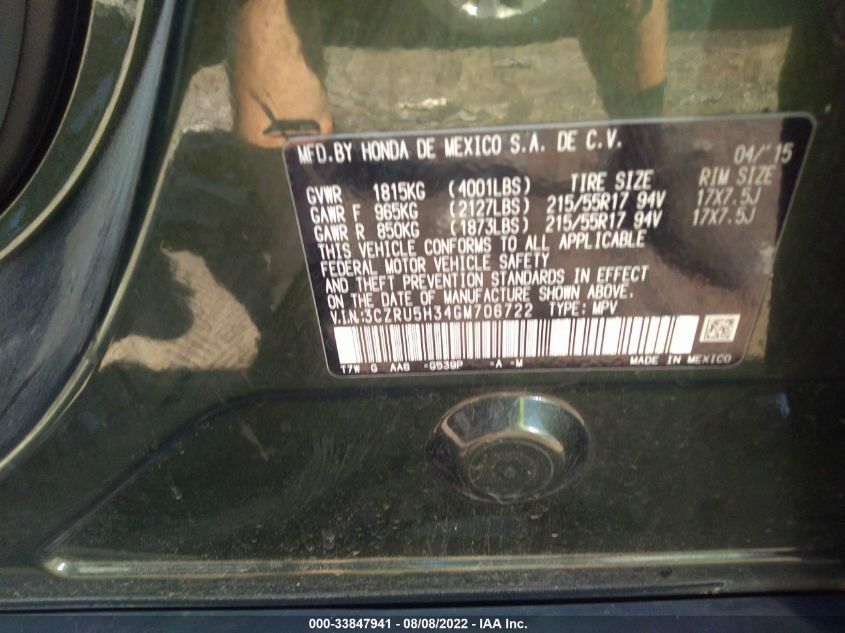 MFD.BY HONDA DE MEXICO S.A. DE C.V.
04/'15
GVWR 1815KG (4001LBS) TIRE SIZE RIM SIZE
GAWR F 965KG (2127LBS) 215/55R17 94V 17X7.5J
GAWR R 850KG (1873LBS) 215/55R17 94V 17X7.5J
THIS VEHICLE CONFORMS TO ALL APPLICABLE
FEDERAL MOTOR VEHICLE SAFETY
AND THEFT PREVENTION STANDARDS IN EFFECT
ON THE DATE OF MANUFACTURE SHOWN ABOVE.
V.I.N:3CZRU5H34GM706722 TYPE: MPV
T7W G AA6 -G539P -A -M MADE IN MEXICO
000-33847941 / 08/08/2022 - IAA Inc.